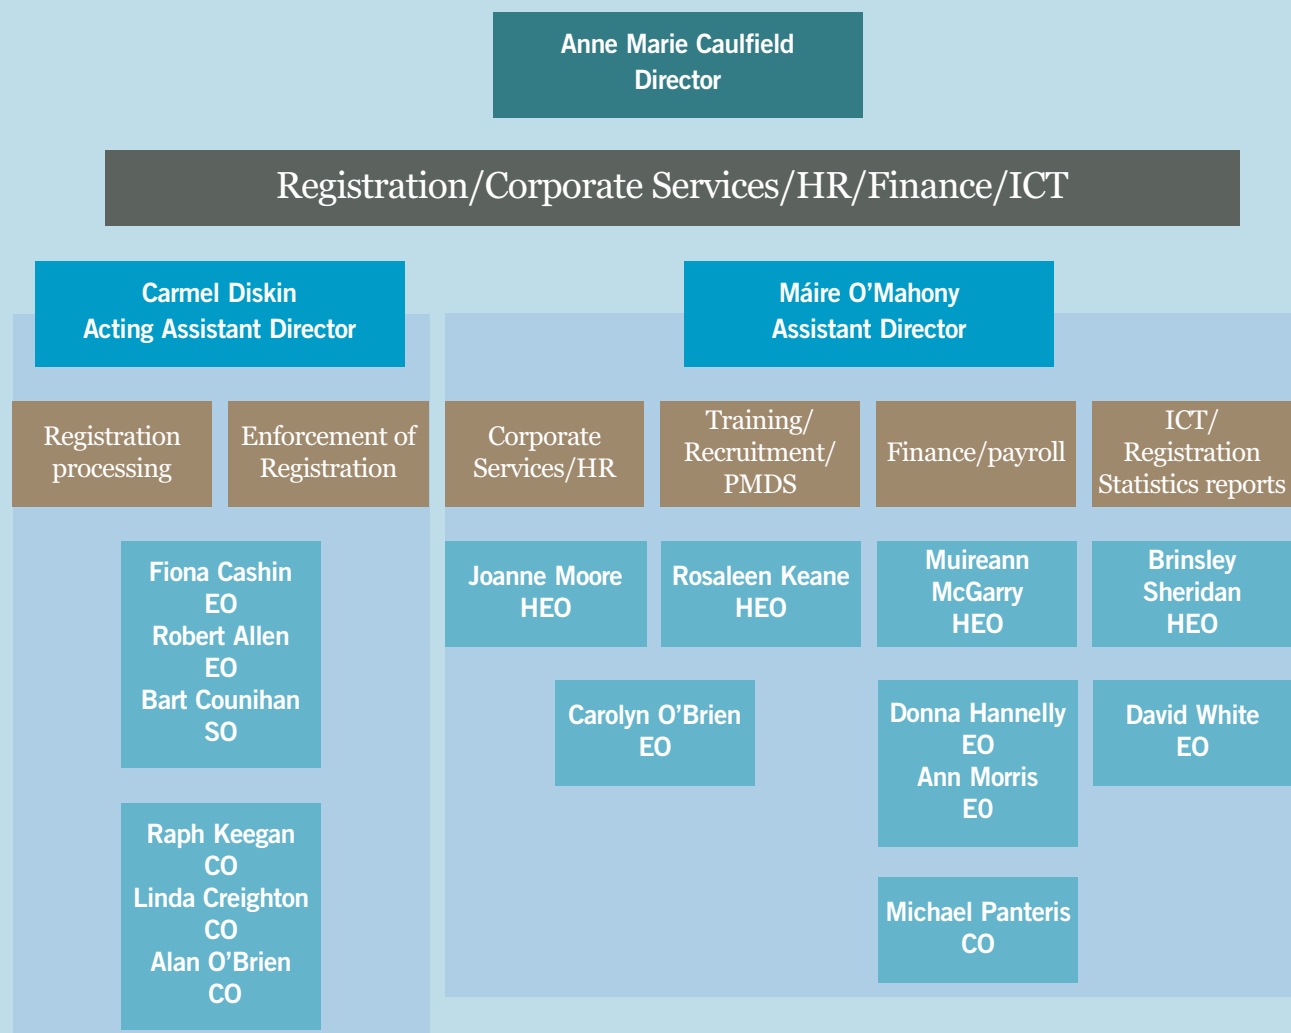 Anne Marie Caulfield
Director
Registration/Corporate Services/HR/Finance/ICT
Carmel Diskin
Acting Assistant Director
Máire O’Mahony
Assistant Director
Registration
processing
Enforcement of
Registration
Corporate
Services/HR
Training/
Recruitment/
PMDS
Finance/payroll
ICT/
Registration
Statistics reports
Fiona Cashin
EO
Robert Allen
EO
Bart Counihan
SO
Joanne Moore
HEO
Rosaleen Keane
HEO
Muireann
McGarry
HEO
Brinsley
Sheridan
HEO
Carolyn O’Brien
EO
Donna Hannelly
EO
Ann Morris
E0
David White
EO
Raph Keegan
CO
Linda Creighton
CO
Alan O’Brien
CO
Michael Panteris
CO